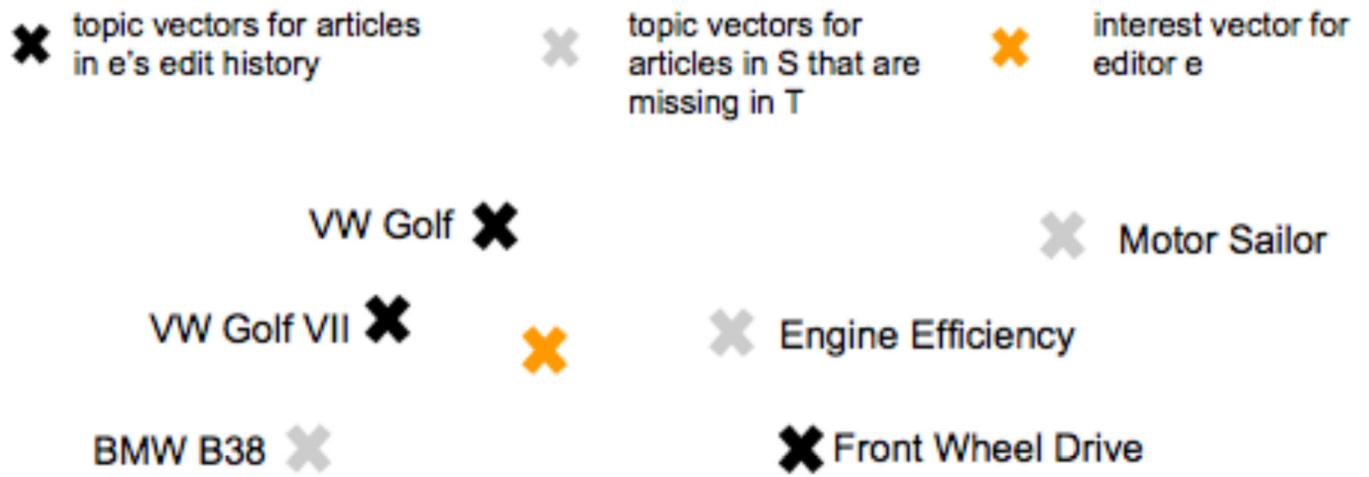 topic vectors for articles
in e's edit history
topic vectors for
articles in S that are
missing in T
interest vector for
editor e
VW Golf
Motor Sailor
VW Golf VII
Engine Efficiency
BMW B38
Front Wheel Drive